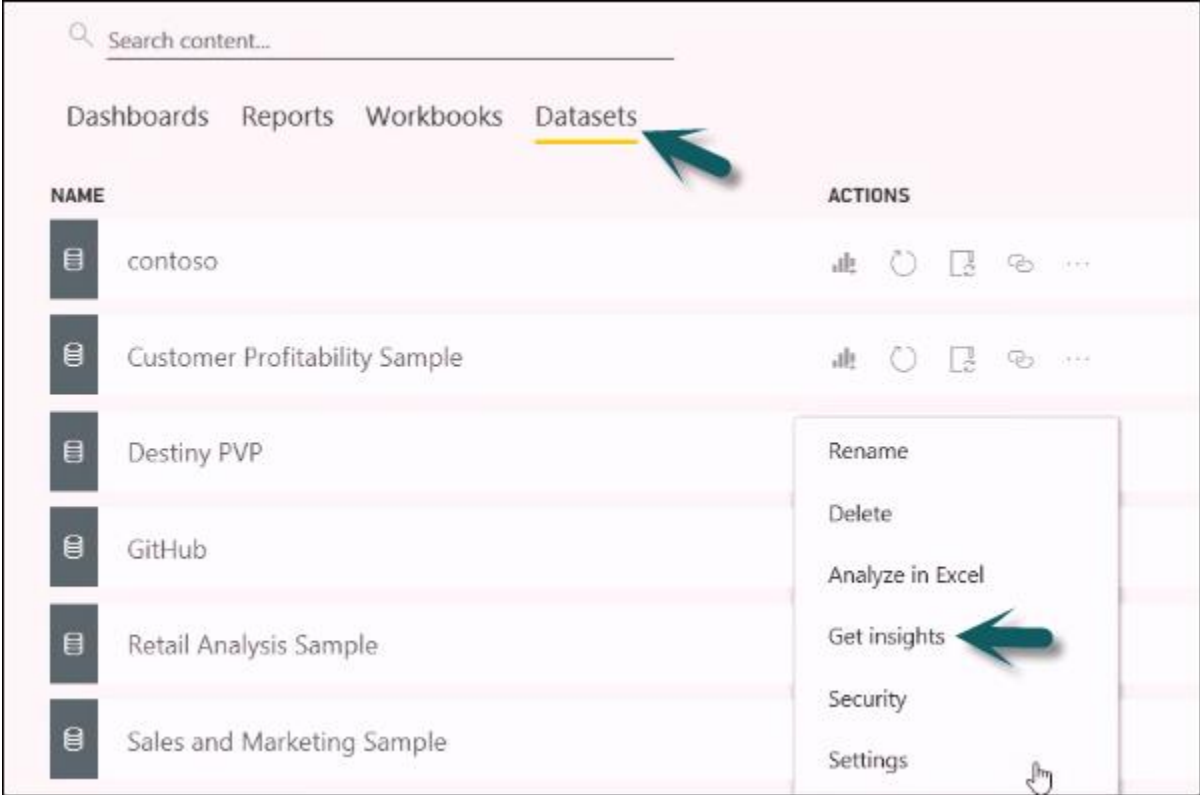 Search content...
Dashboards Reports Workbooks Datasets
NAME ACTIONS
contoso ...
Customer Profitability Sample ...
Destiny PVP
Rename
Delete
GitHub
Analyze in Excel
Get insights
Retail Analysis Sample
Security
Sales and Marketing Sample
Settings